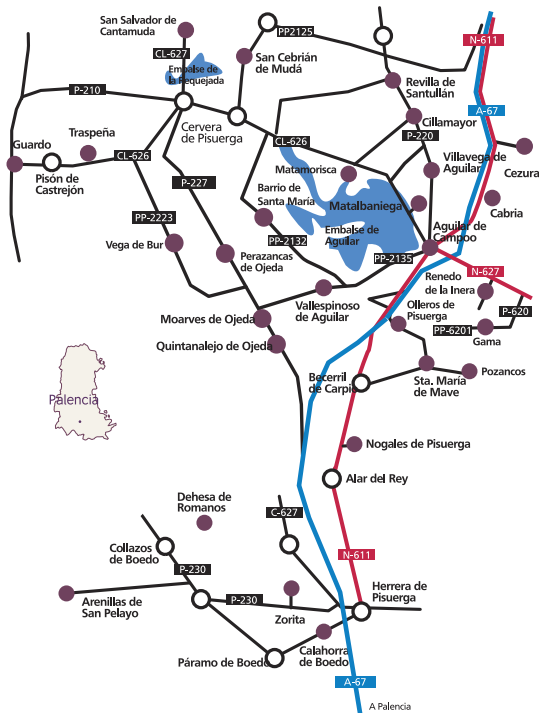 San Salvador de
Cantamuda
PP2125
N-611
CL-627
San Cebrián
de Mudá
Embalse de
la Requejada
Revilla de
Santullán
P-210
A-67
Cillamayor
Cervera
de Pisuerga
Traspeña
CL-626
P-220
Guardo
CL-626
Villavega de
Aguilar
Cezura
Pisón de
Castrejón
P-227
Matamorisca
Barrio de
Santa María
Matalbaniega
Cabria
PP-2223
Embalse de
Aguilar
Aguilar de
Campoo
Vega de Bur
PP-2132
PP-2135
Perazancas
de Ojeda
Renedo
de la Inera
N-627
Vallespinoso
de Aguilar
Olleros de
Pisuerga
P-620
Moarves de Ojeda
PP-6201
Gama
Quintanalejo de Ojeda
Becerril
de Carpio
Sta. María
de Mave
Pozancos
Palencia
Nogales de Pisuerga
Alar del Rey
Dehesa de
Romanos
C-627
Collazos
de Boedo
N-611
P-230
Herrera de
Pisuerga
Arenillas de
San Pelayo
P-230
Zorita
Calahorra
de Boedo
Páramo de Boedo
A-67
A Palencia